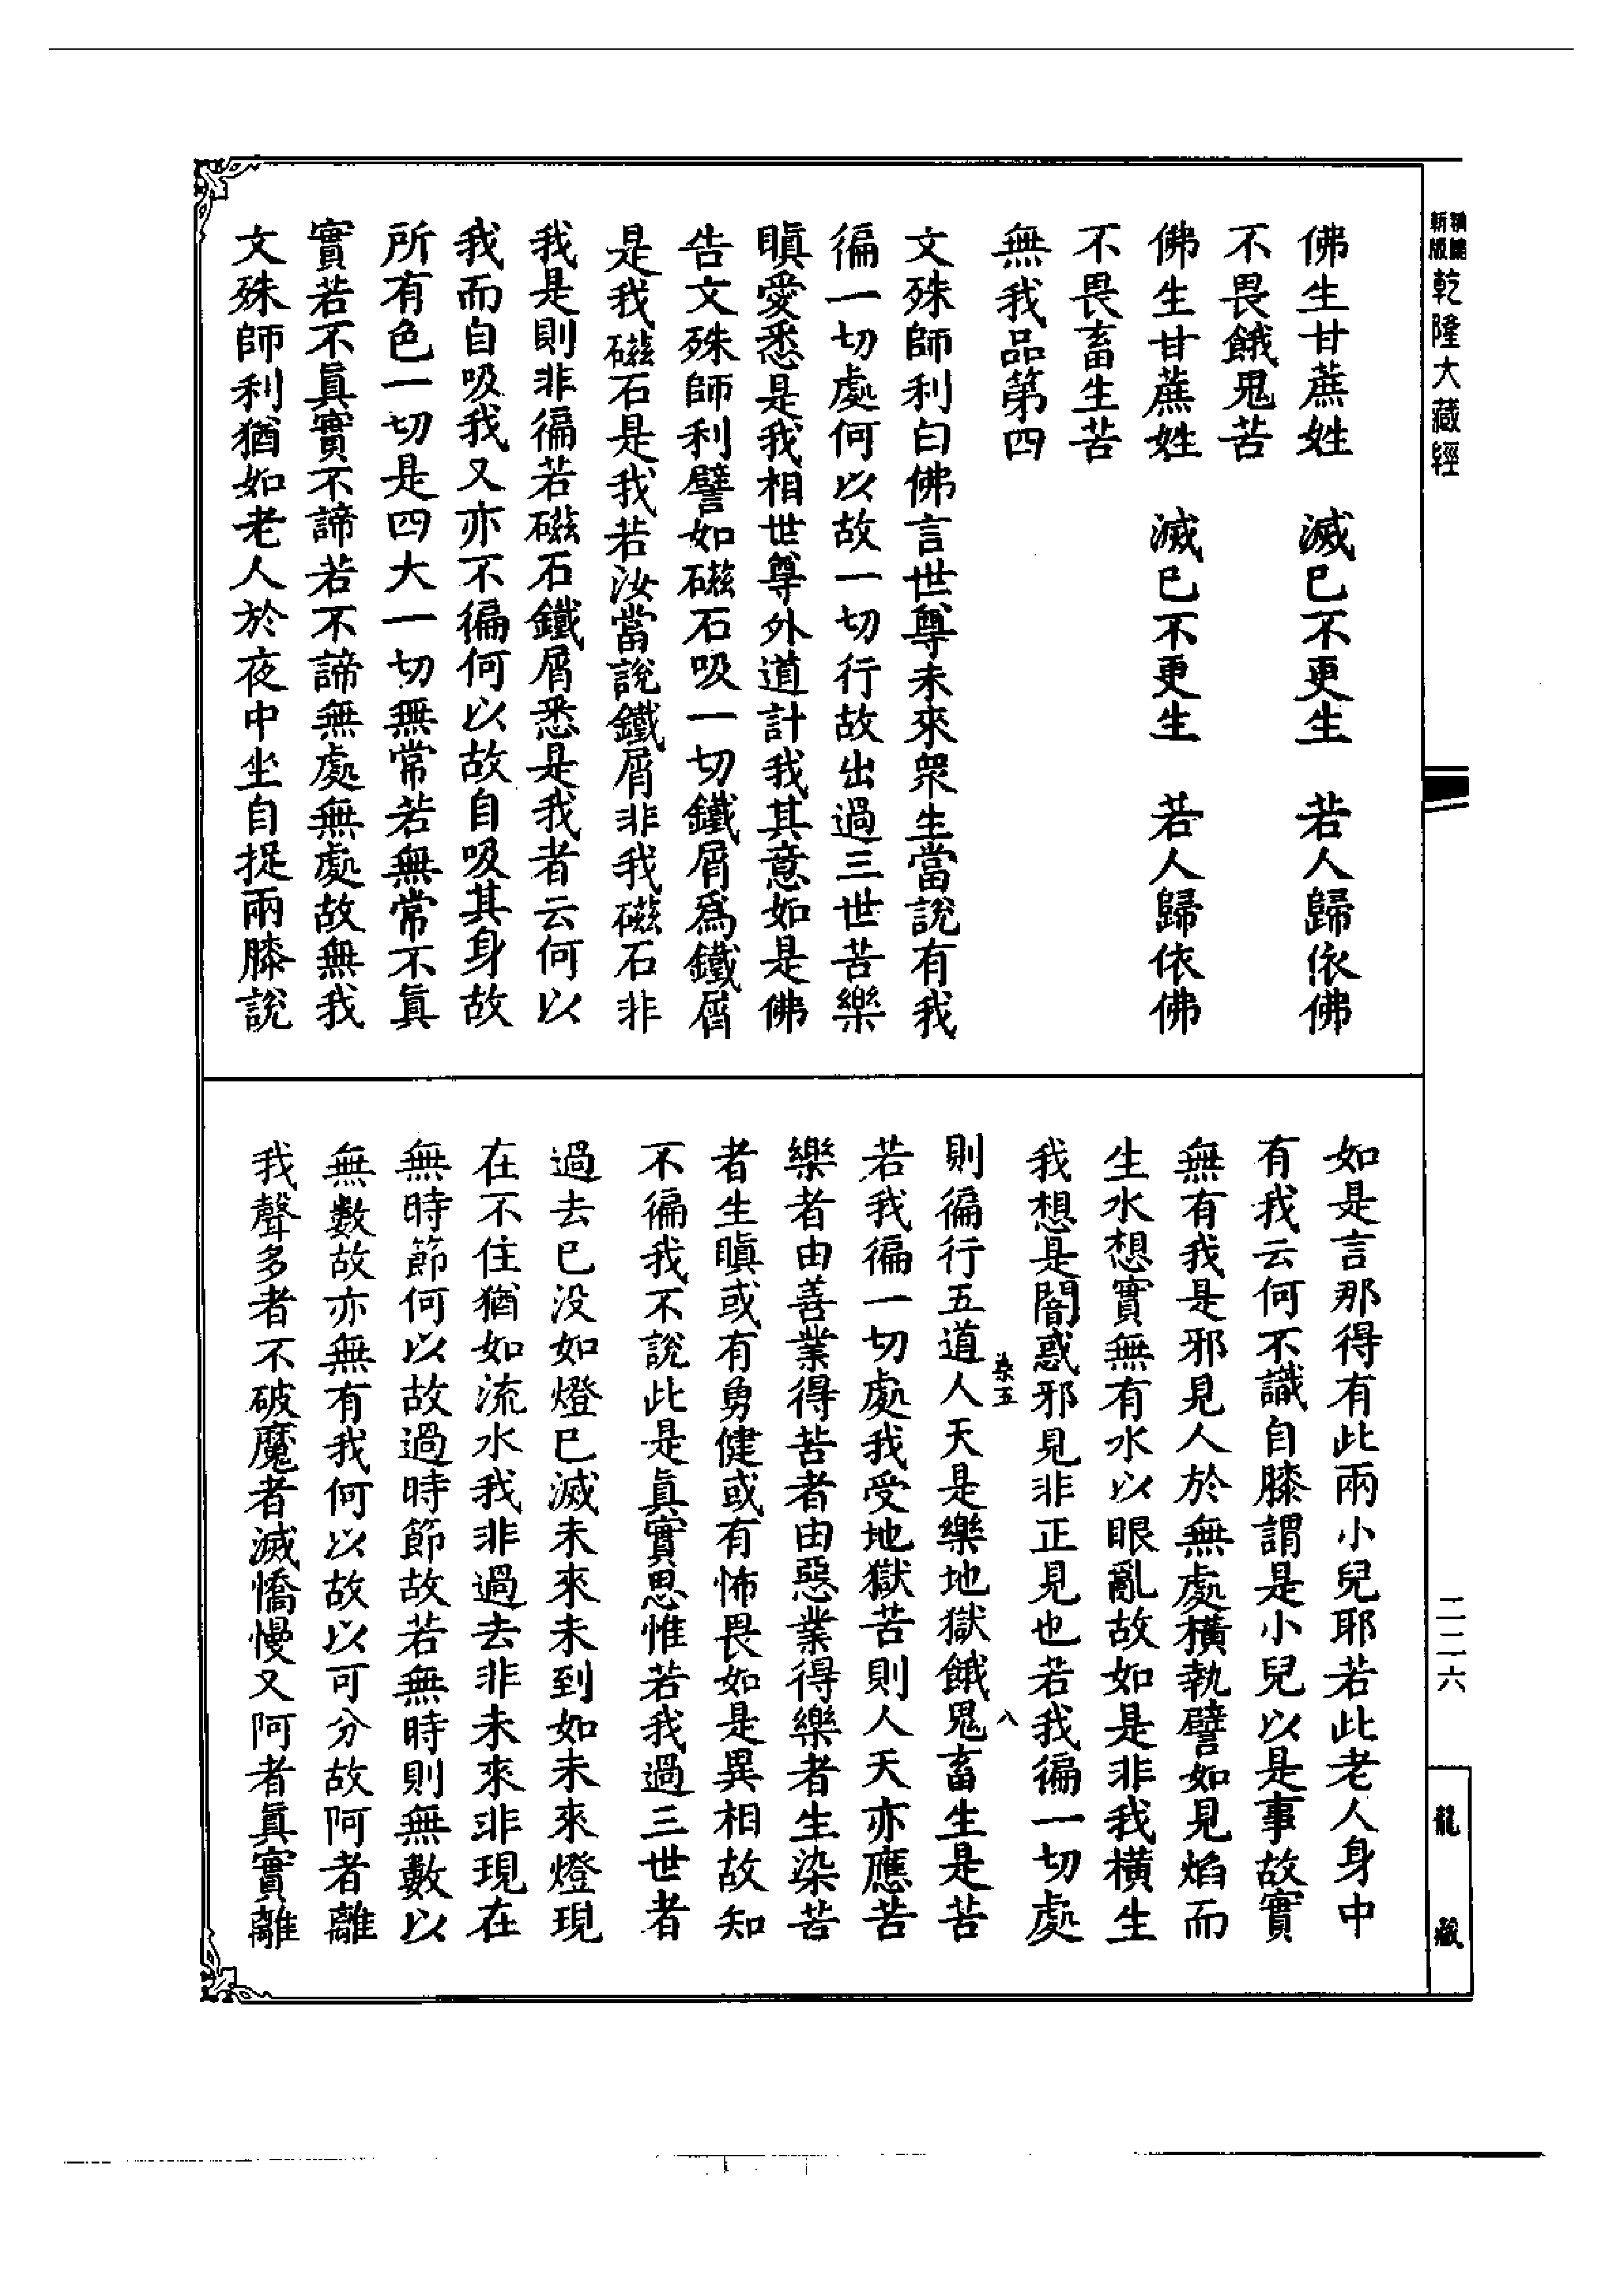 新編
新版
乾隆大藏經
佛生甘蔗姓　滅已不更生　若人歸依佛
不畏餓鬼苦
佛生甘蔗姓　滅已不更生　若人歸依佛
不畏畜生苦
無我品第四
文殊師利白佛言世尊未來眾生當說有我
徧一切處何以故一切行故出過三世苦樂
瞋愛悉是我相世尊外道計我其意如是佛
告文殊師利譬如磁石吸一切鐵屑為鐵屑
是我磁石是我若汝當說鐵屑非我磁石非
我是則非徧若磁石鐵屑悉是我者云何以
我而自吸我又亦不徧何以故自吸其身故
所有色一切是四大一切無常若無常不眞
實若不眞實不諦若不諦無處無處故無我
文殊師利猶如老人於夜中坐自捉兩膝說
如是言那得有此兩小兒耶若此老人身中
有我云何不識自膝謂是小兒以是事故實
無有我是邪見人於無處橫執譬如見焰而
生水想實無有水以眼亂故如是非我橫生
我想是闇惑邪見非正見也若我徧一切處
染五　八
則徧行五道人天是樂地獄餓鬼畜生是苦
若我徧一切處我受地獄苦則人天亦應苦
樂者由善業得苦者由惡業得樂者生染苦
者生瞋或有勇健或有怖畏如是異相故知
不徧我不說此是眞實思惟若我過三世者
過去已没如燈已滅未來未到如未來燈現
在不住猶如流水我非過去非未來非現在
無時節何以故過時節故若無時則無數以
無數故亦無有我何以故以可分故阿者離
我聲多者不破魔者滅憍慢又阿者眞實離
二二六
龍藏